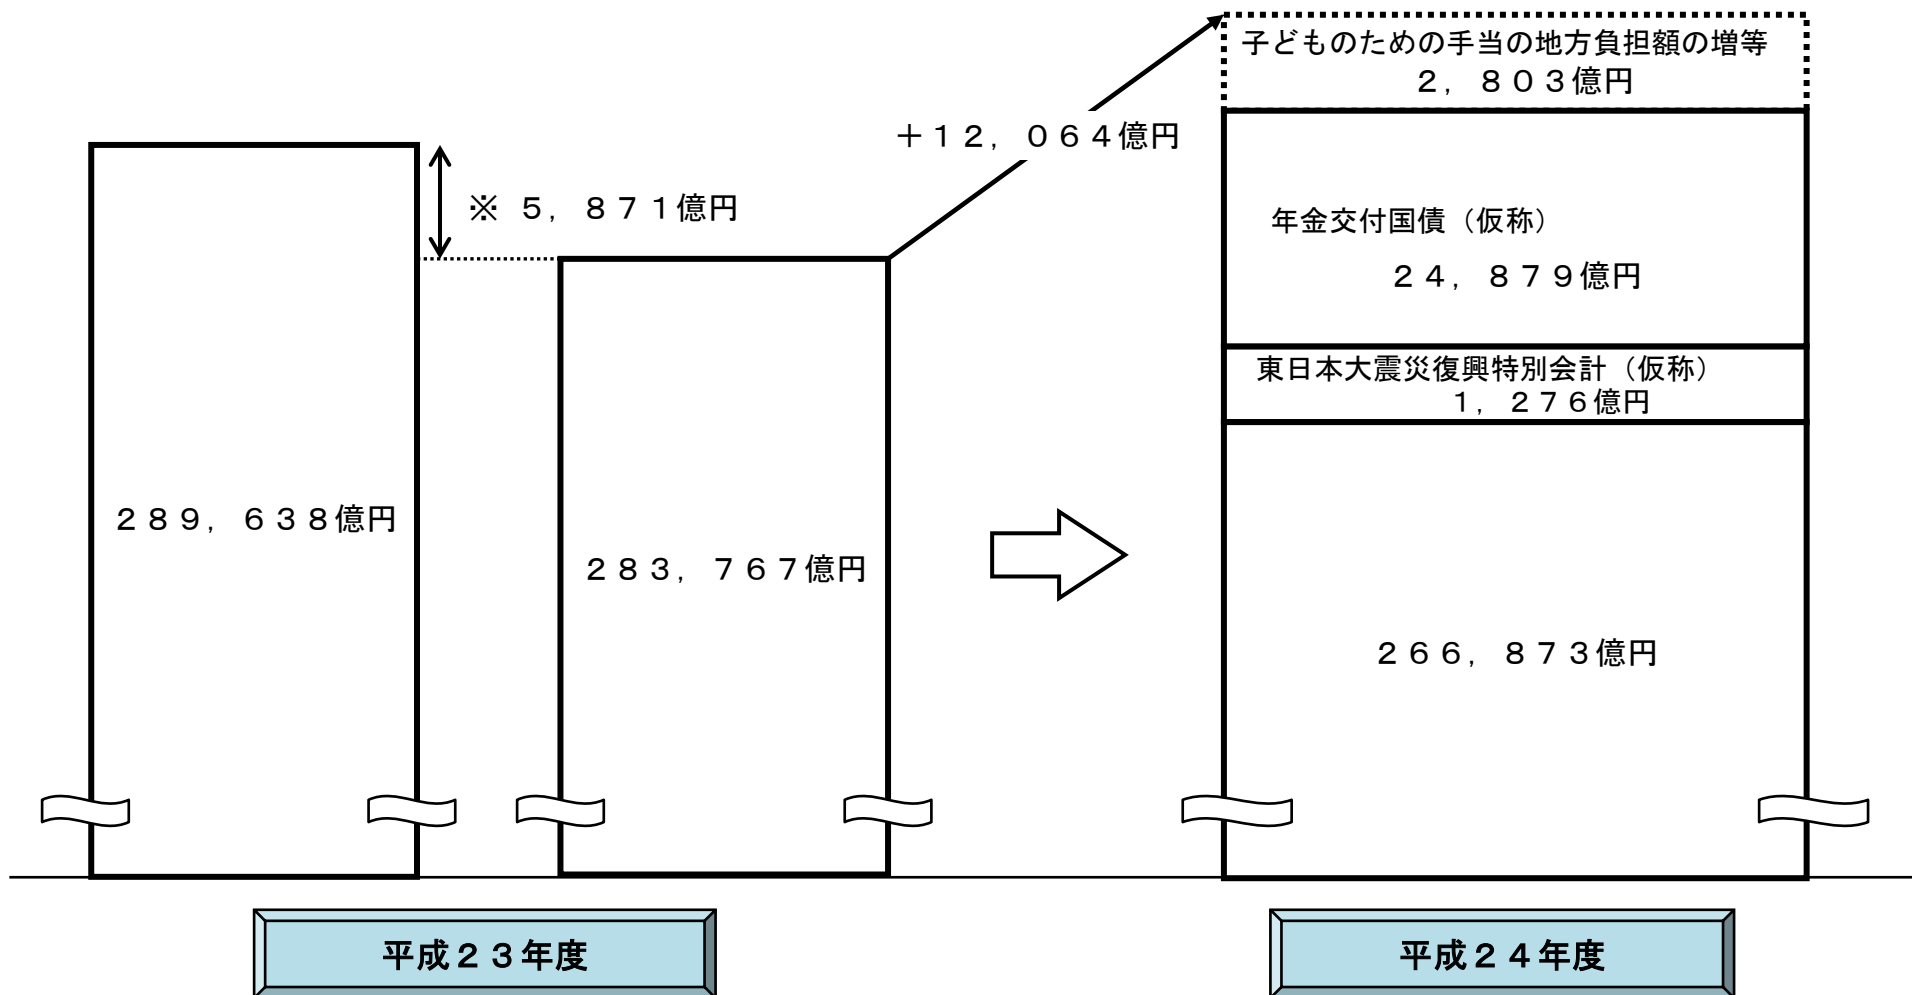 子どものための手当の地方負担額の増等
２，８０３億円
＋１２，０６４億円
※ ５，８７１億円
年金交付国債（仮称）
２４，８７９億円
東日本大震災復興特別会計（仮称）
１，２７６億円
２８９，６３８億円
２８３，７６７億円
２６６，８７３億円
平成２３年度
平成２４年度